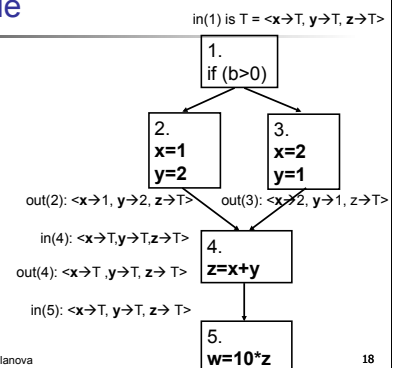 le
in(1) is T = <x→T, y→T, z→T>
1.
if (b>0)
2.
x=1
y=2
3.
x=2
y=1
out(2): <x→1, y→2, z→T>
out(3): <x→2, y→1, z→T>
in(4): <x→T,y→T,z→T>
4.
z=x+y
out(4): <x→T ,y→T, z→ T>
in(5): <x→T, y→T, z→ T>
5.
w=10*z
lanova
18